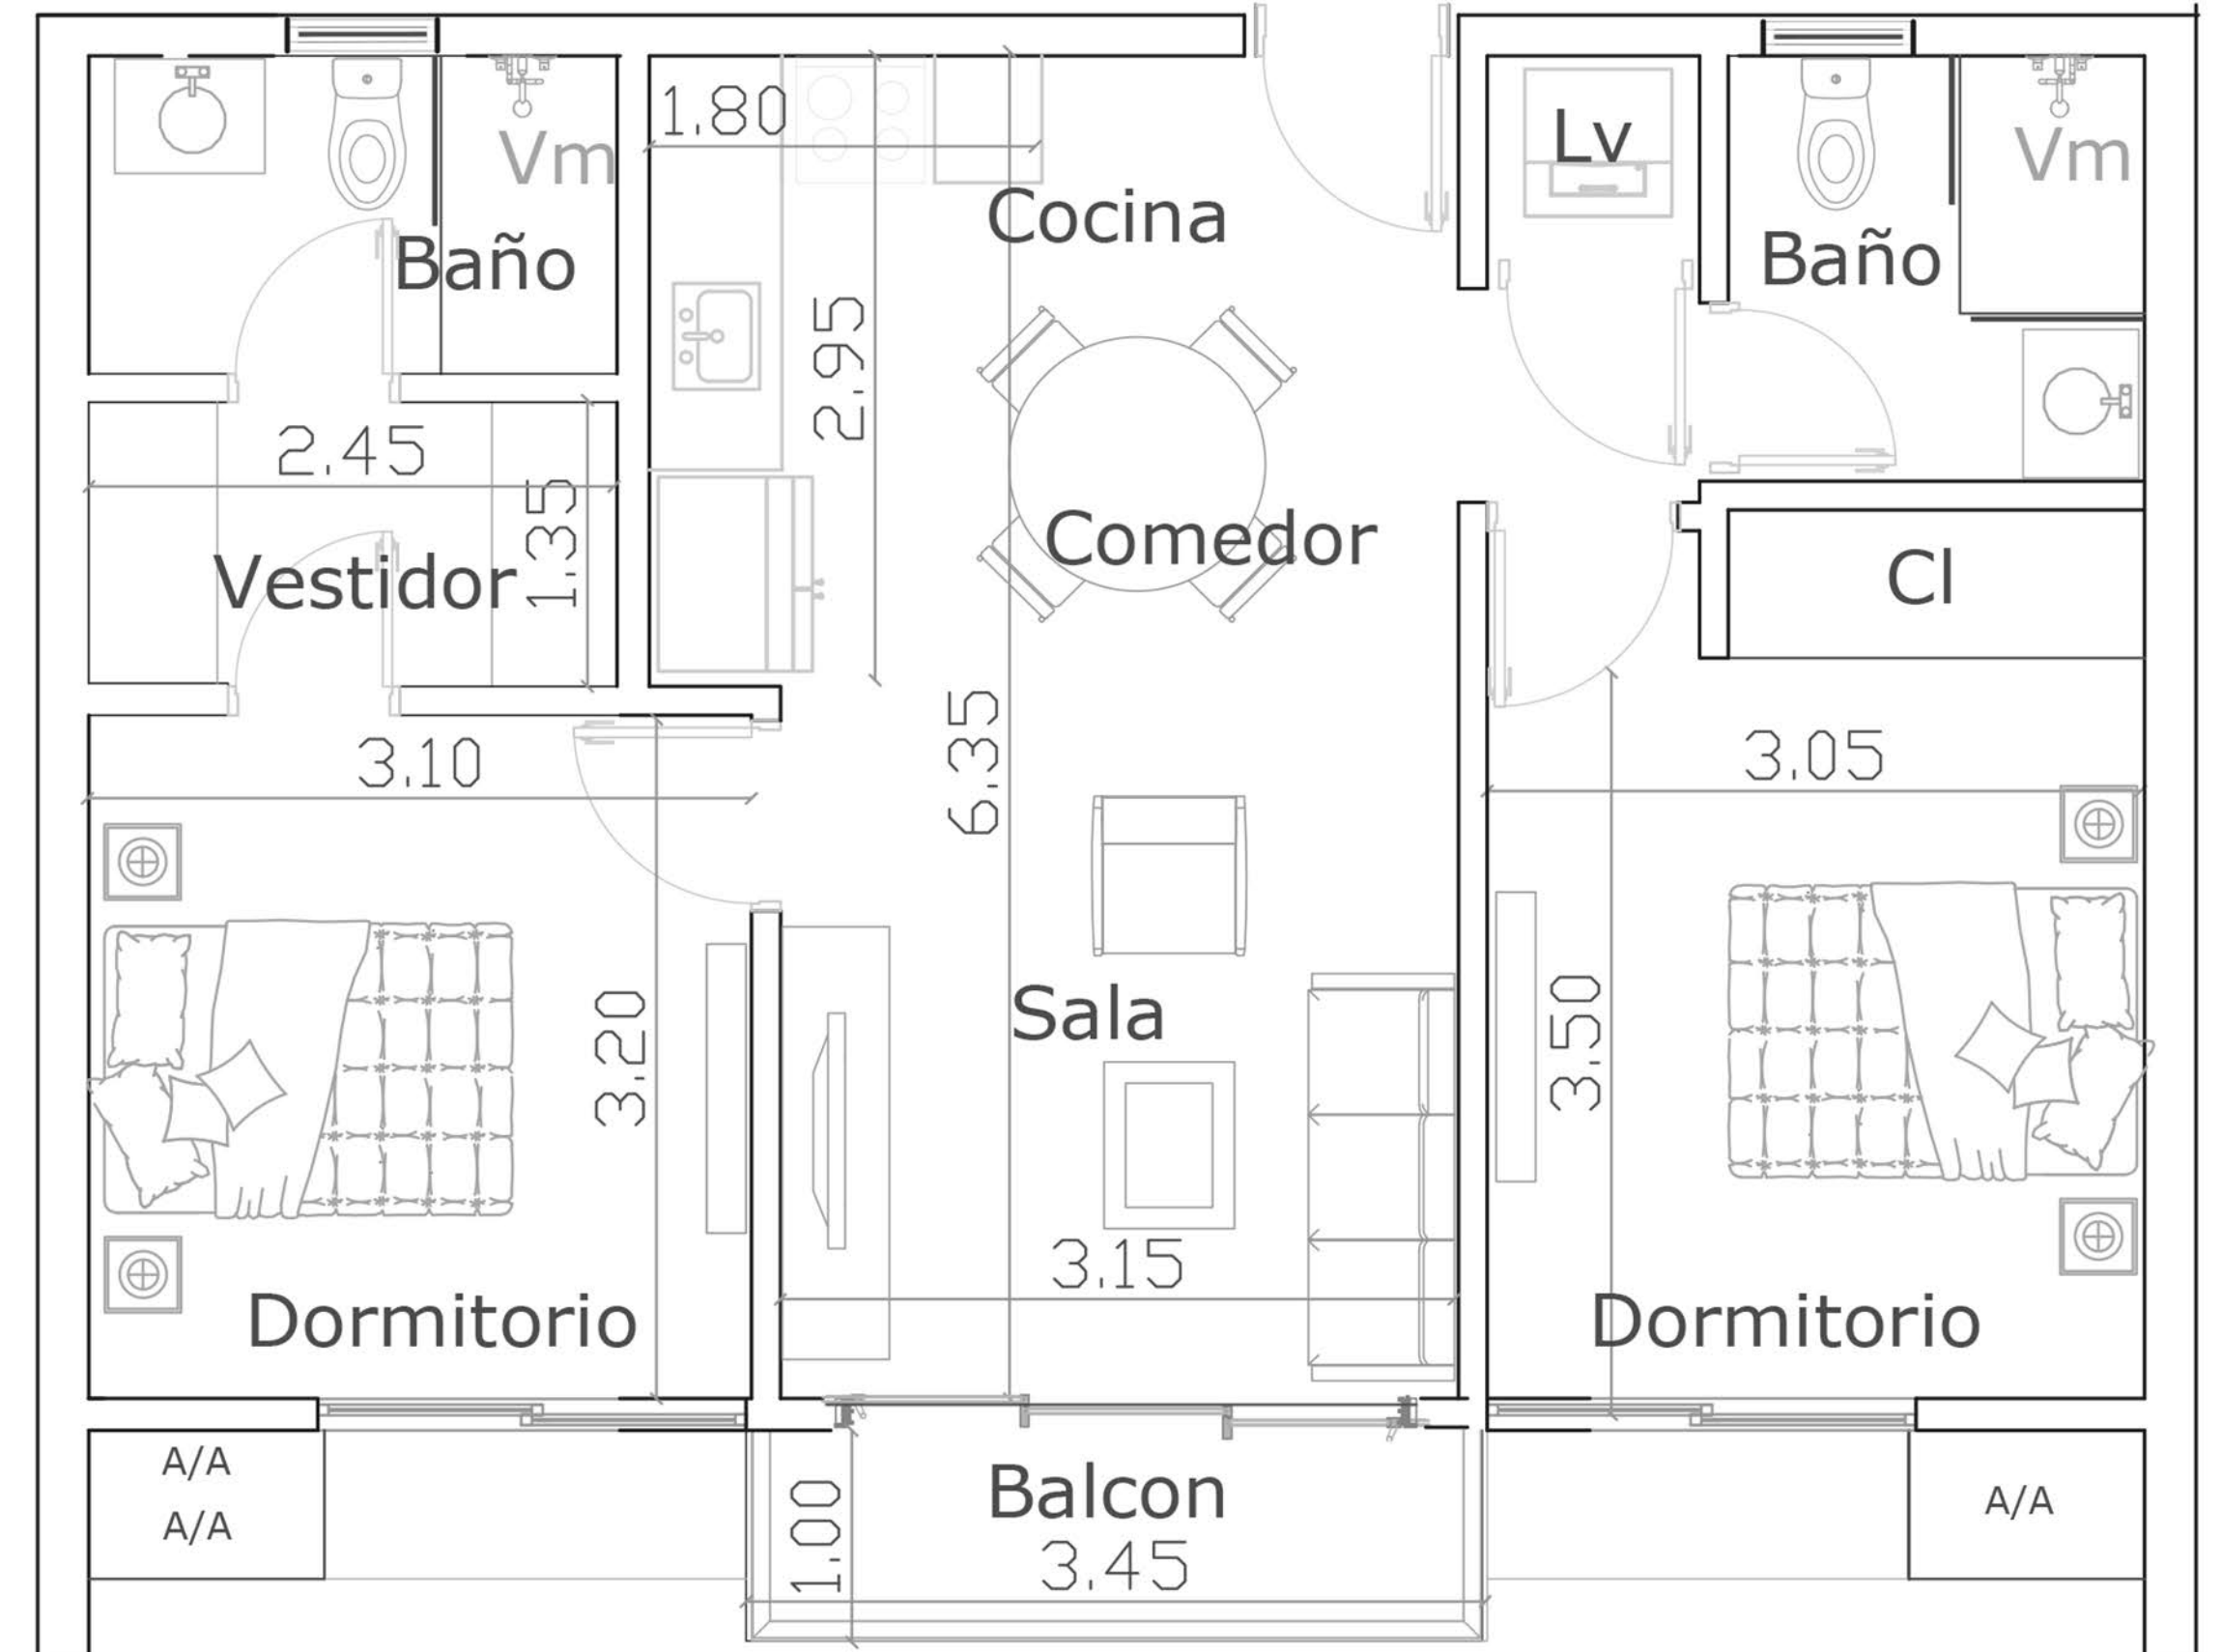 Vm
1.80
Lv
Vm
Cocina
Baño
Baño
2.95
2.45
1.35
Vestidor
Comedor
Cl
3.10
6.35
3.05
3.20
Sala
3.50
3.15
Dormitorio
Dormitorio
A/A
A/A
Balcon
A/A
1.00
3.45